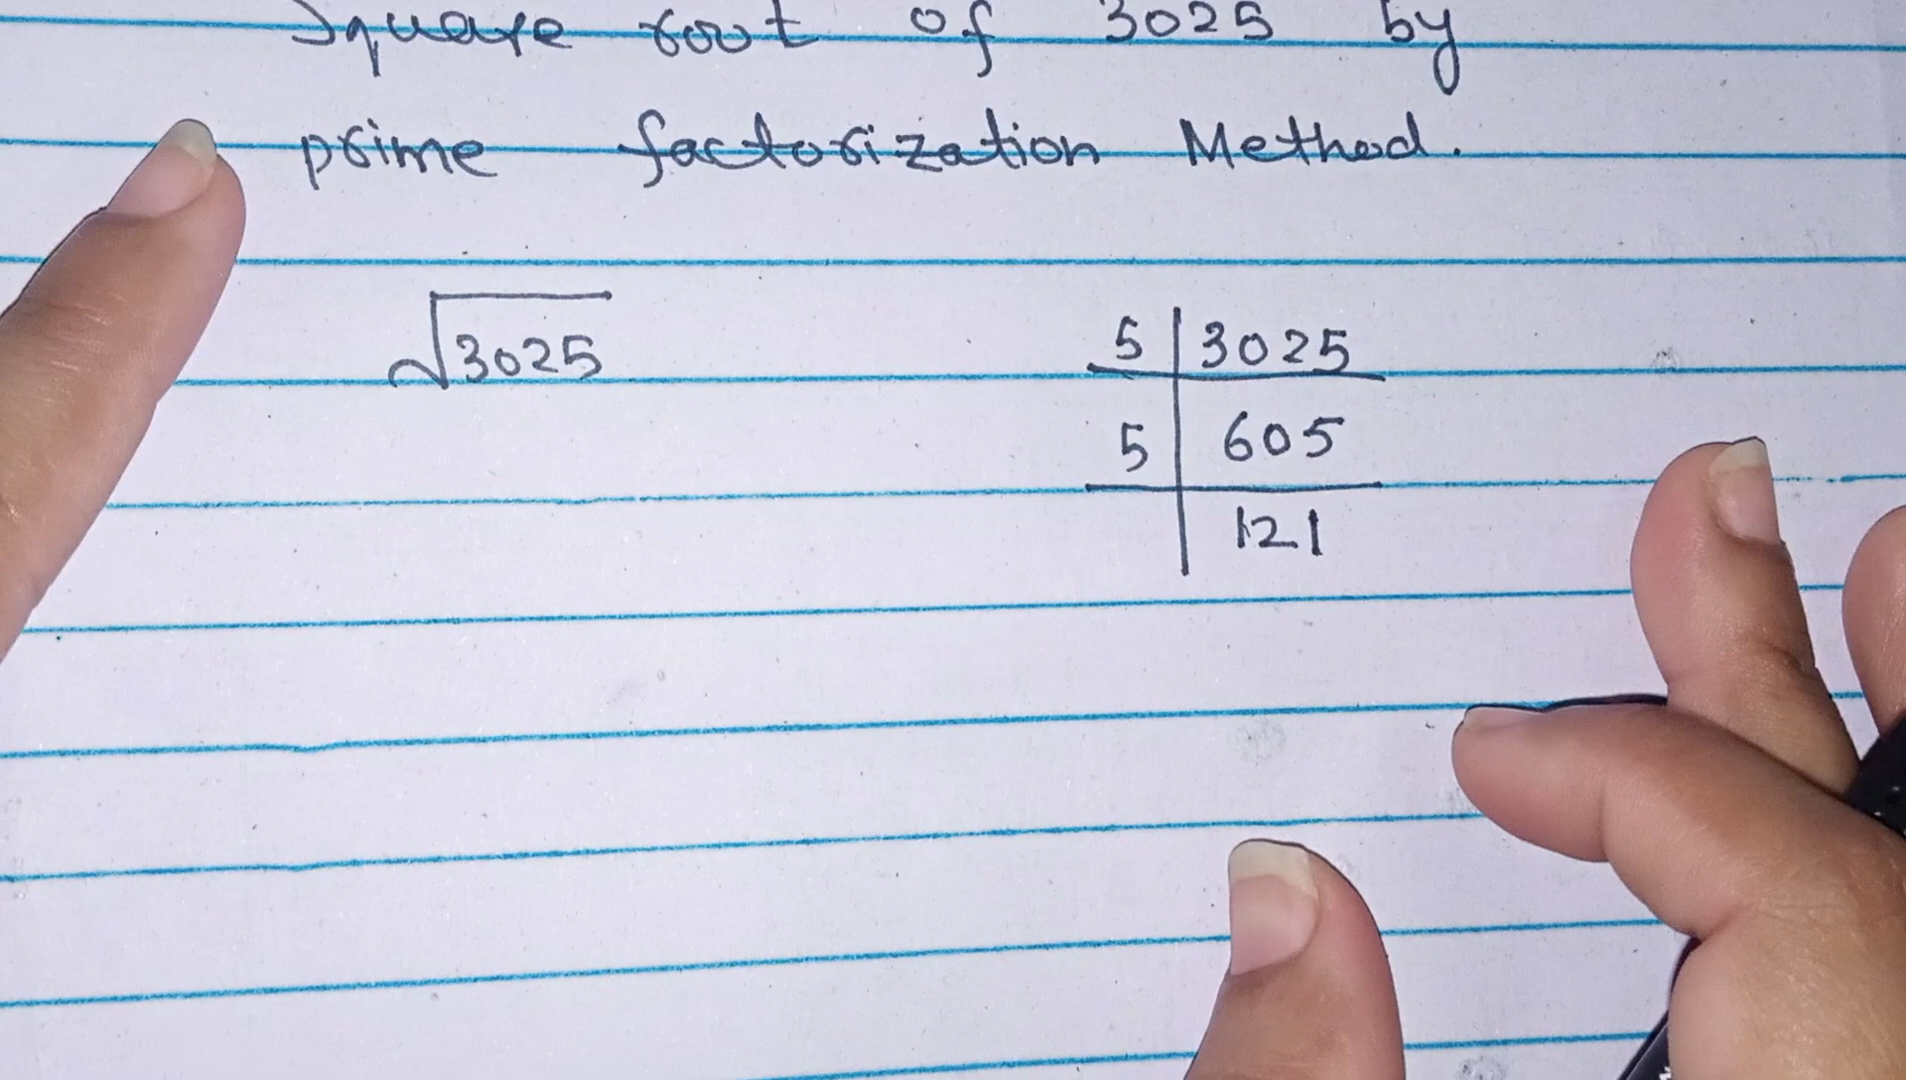 Square root of 3025 by
prime factorization Method.
√3025
5 | 3025
5 | 605
| 121